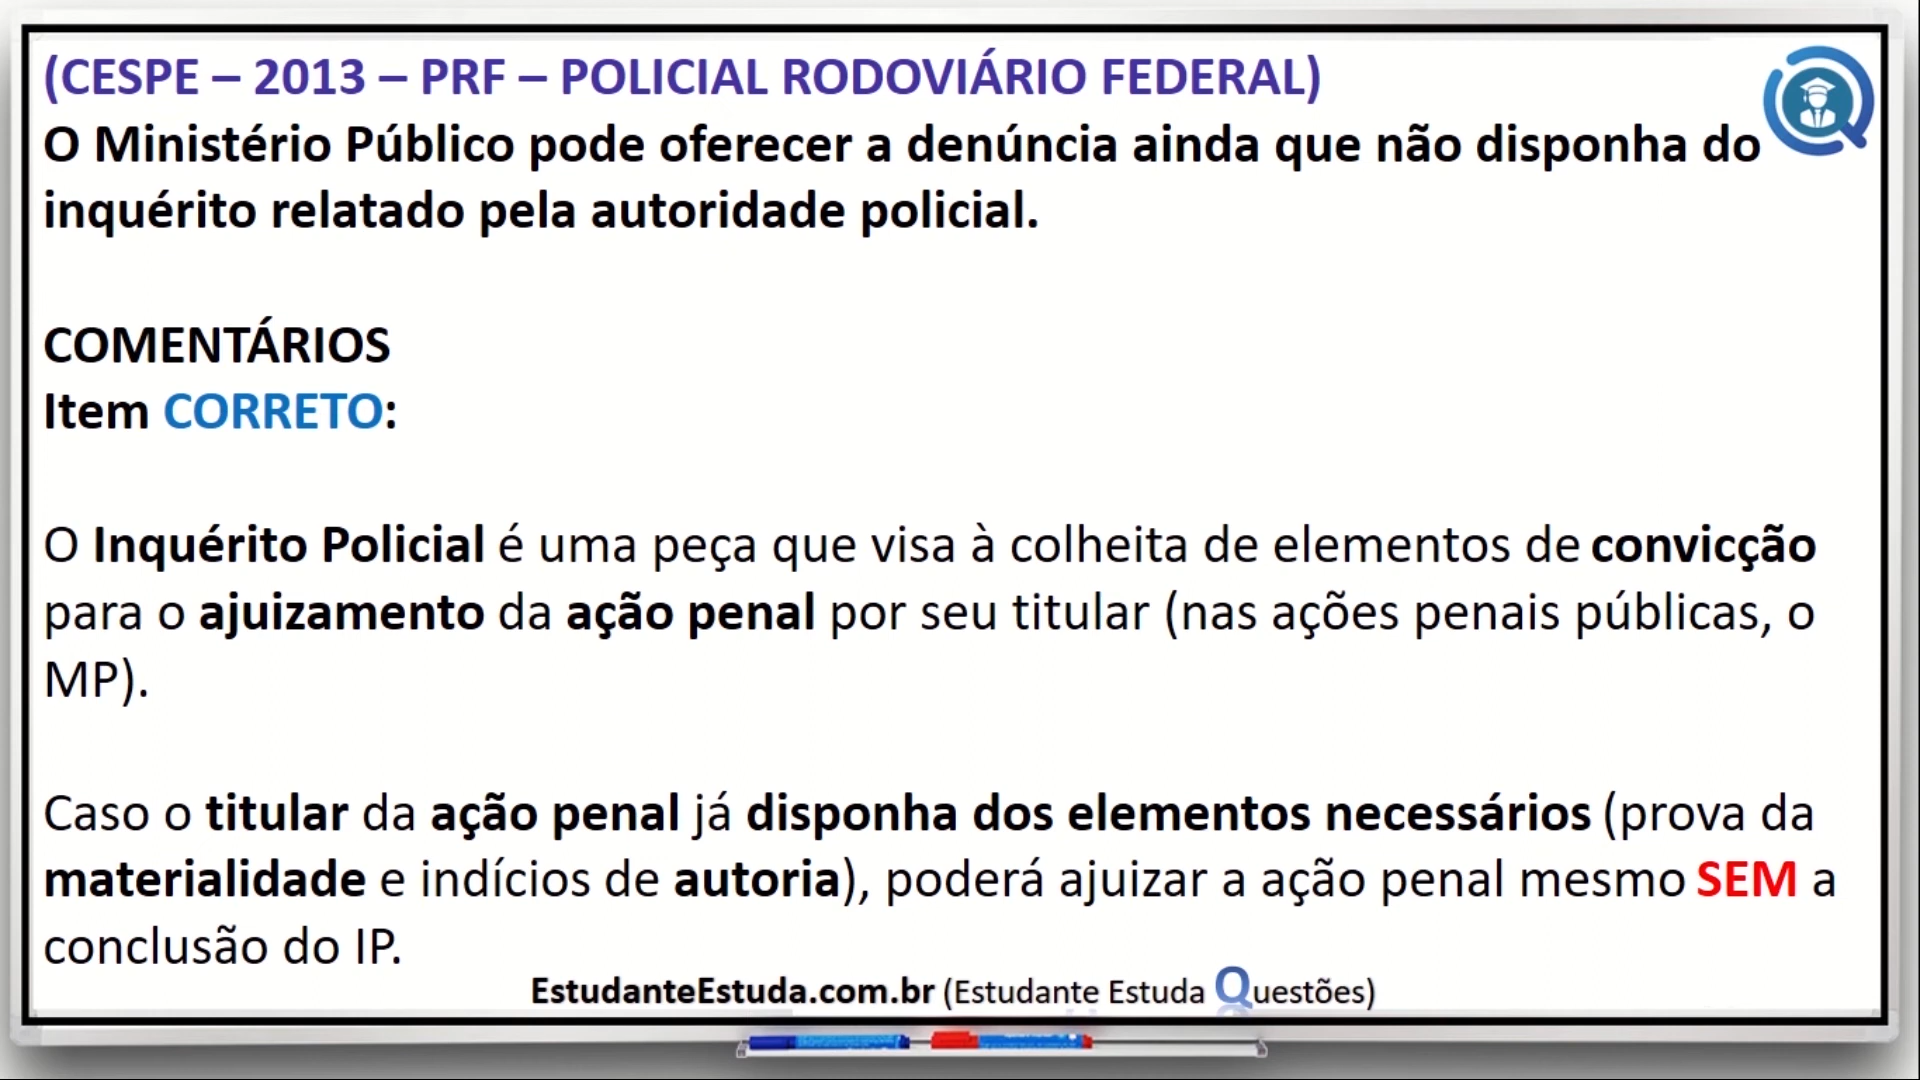 (CESPE – 2013 – PRF – POLICIAL RODOVIÁRIO FEDERAL)
O Ministério Público pode oferecer a denúncia ainda que não disponha do
inquérito relatado pela autoridade policial.
COMENTÁRIOS
Item CORRETO:
O Inquérito Policial é uma peça que visa à colheita de elementos de convicção
para o ajuizamento da ação penal por seu titular (nas ações penais públicas, o
MP).
Caso o titular da ação penal já disponha dos elementos necessários (prova da
materialidade e indícios de autoria), poderá ajuizar a ação penal mesmo SEM a
conclusão do IP.
EstudanteEstuda.com.br (Estudante Estuda Questões)